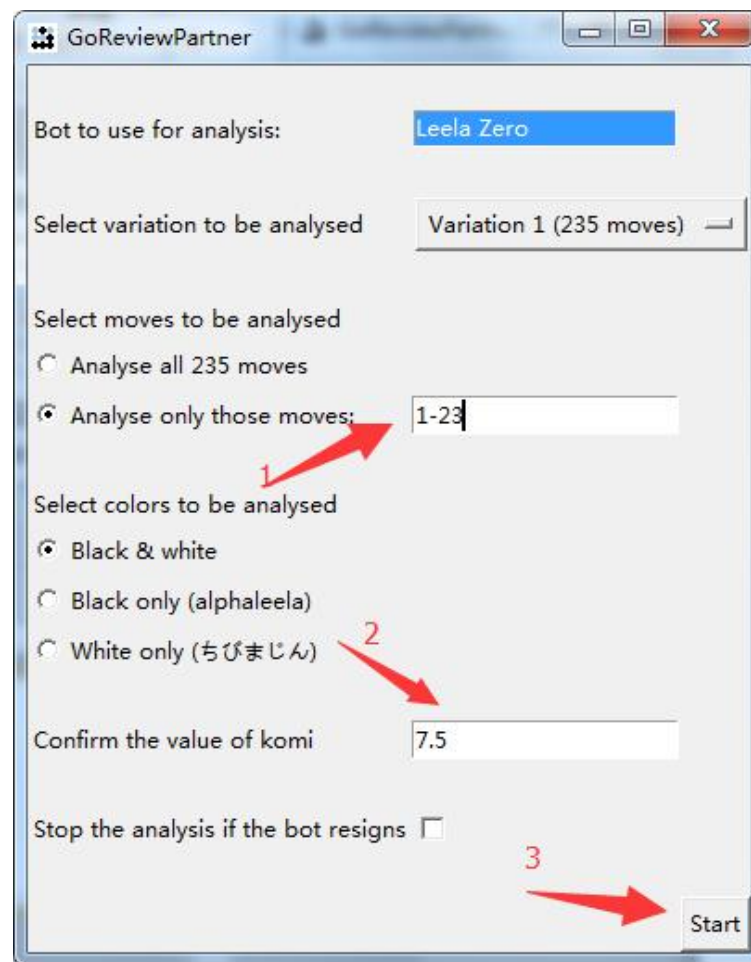 GoReviewPartner
Bot to use for analysis: Leela Zero
Select variation to be analysed Variation 1 (235 moves)
Select moves to be analysed
Analyse all 235 moves
Analyse only those moves: 1-23
1
Select colors to be analysed
Black & white
Black only (alphaleela)
2
White only (ちびまじん)
Confirm the value of komi 7.5
Stop the analysis if the bot resigns
3
Start